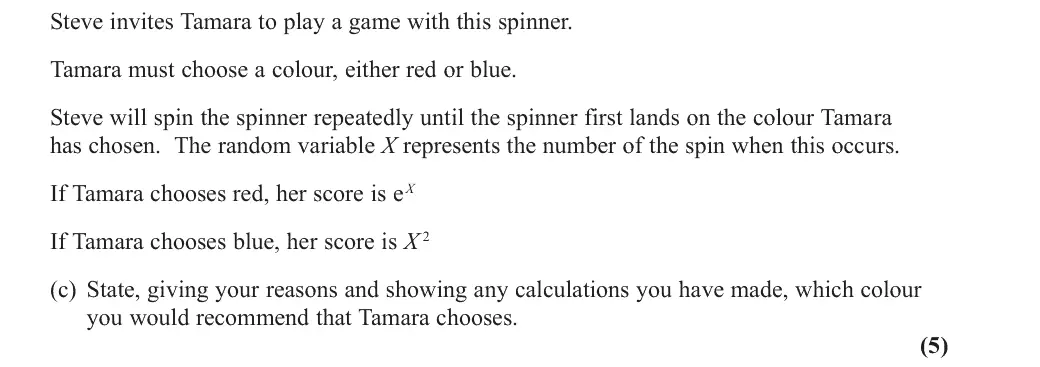 Steve invites Tamara to play a game with this spinner.
Tamara must choose a colour, either red or blue.
Steve will spin the spinner repeatedly until the spinner first lands on the colour Tamara
has chosen. The random variable X represents the number of the spin when this occurs.
If Tamara chooses red, her score is e^X
If Tamara chooses blue, her score is X²
(c) State, giving your reasons and showing any calculations you have made, which colour
you would recommend that Tamara chooses.
(5)